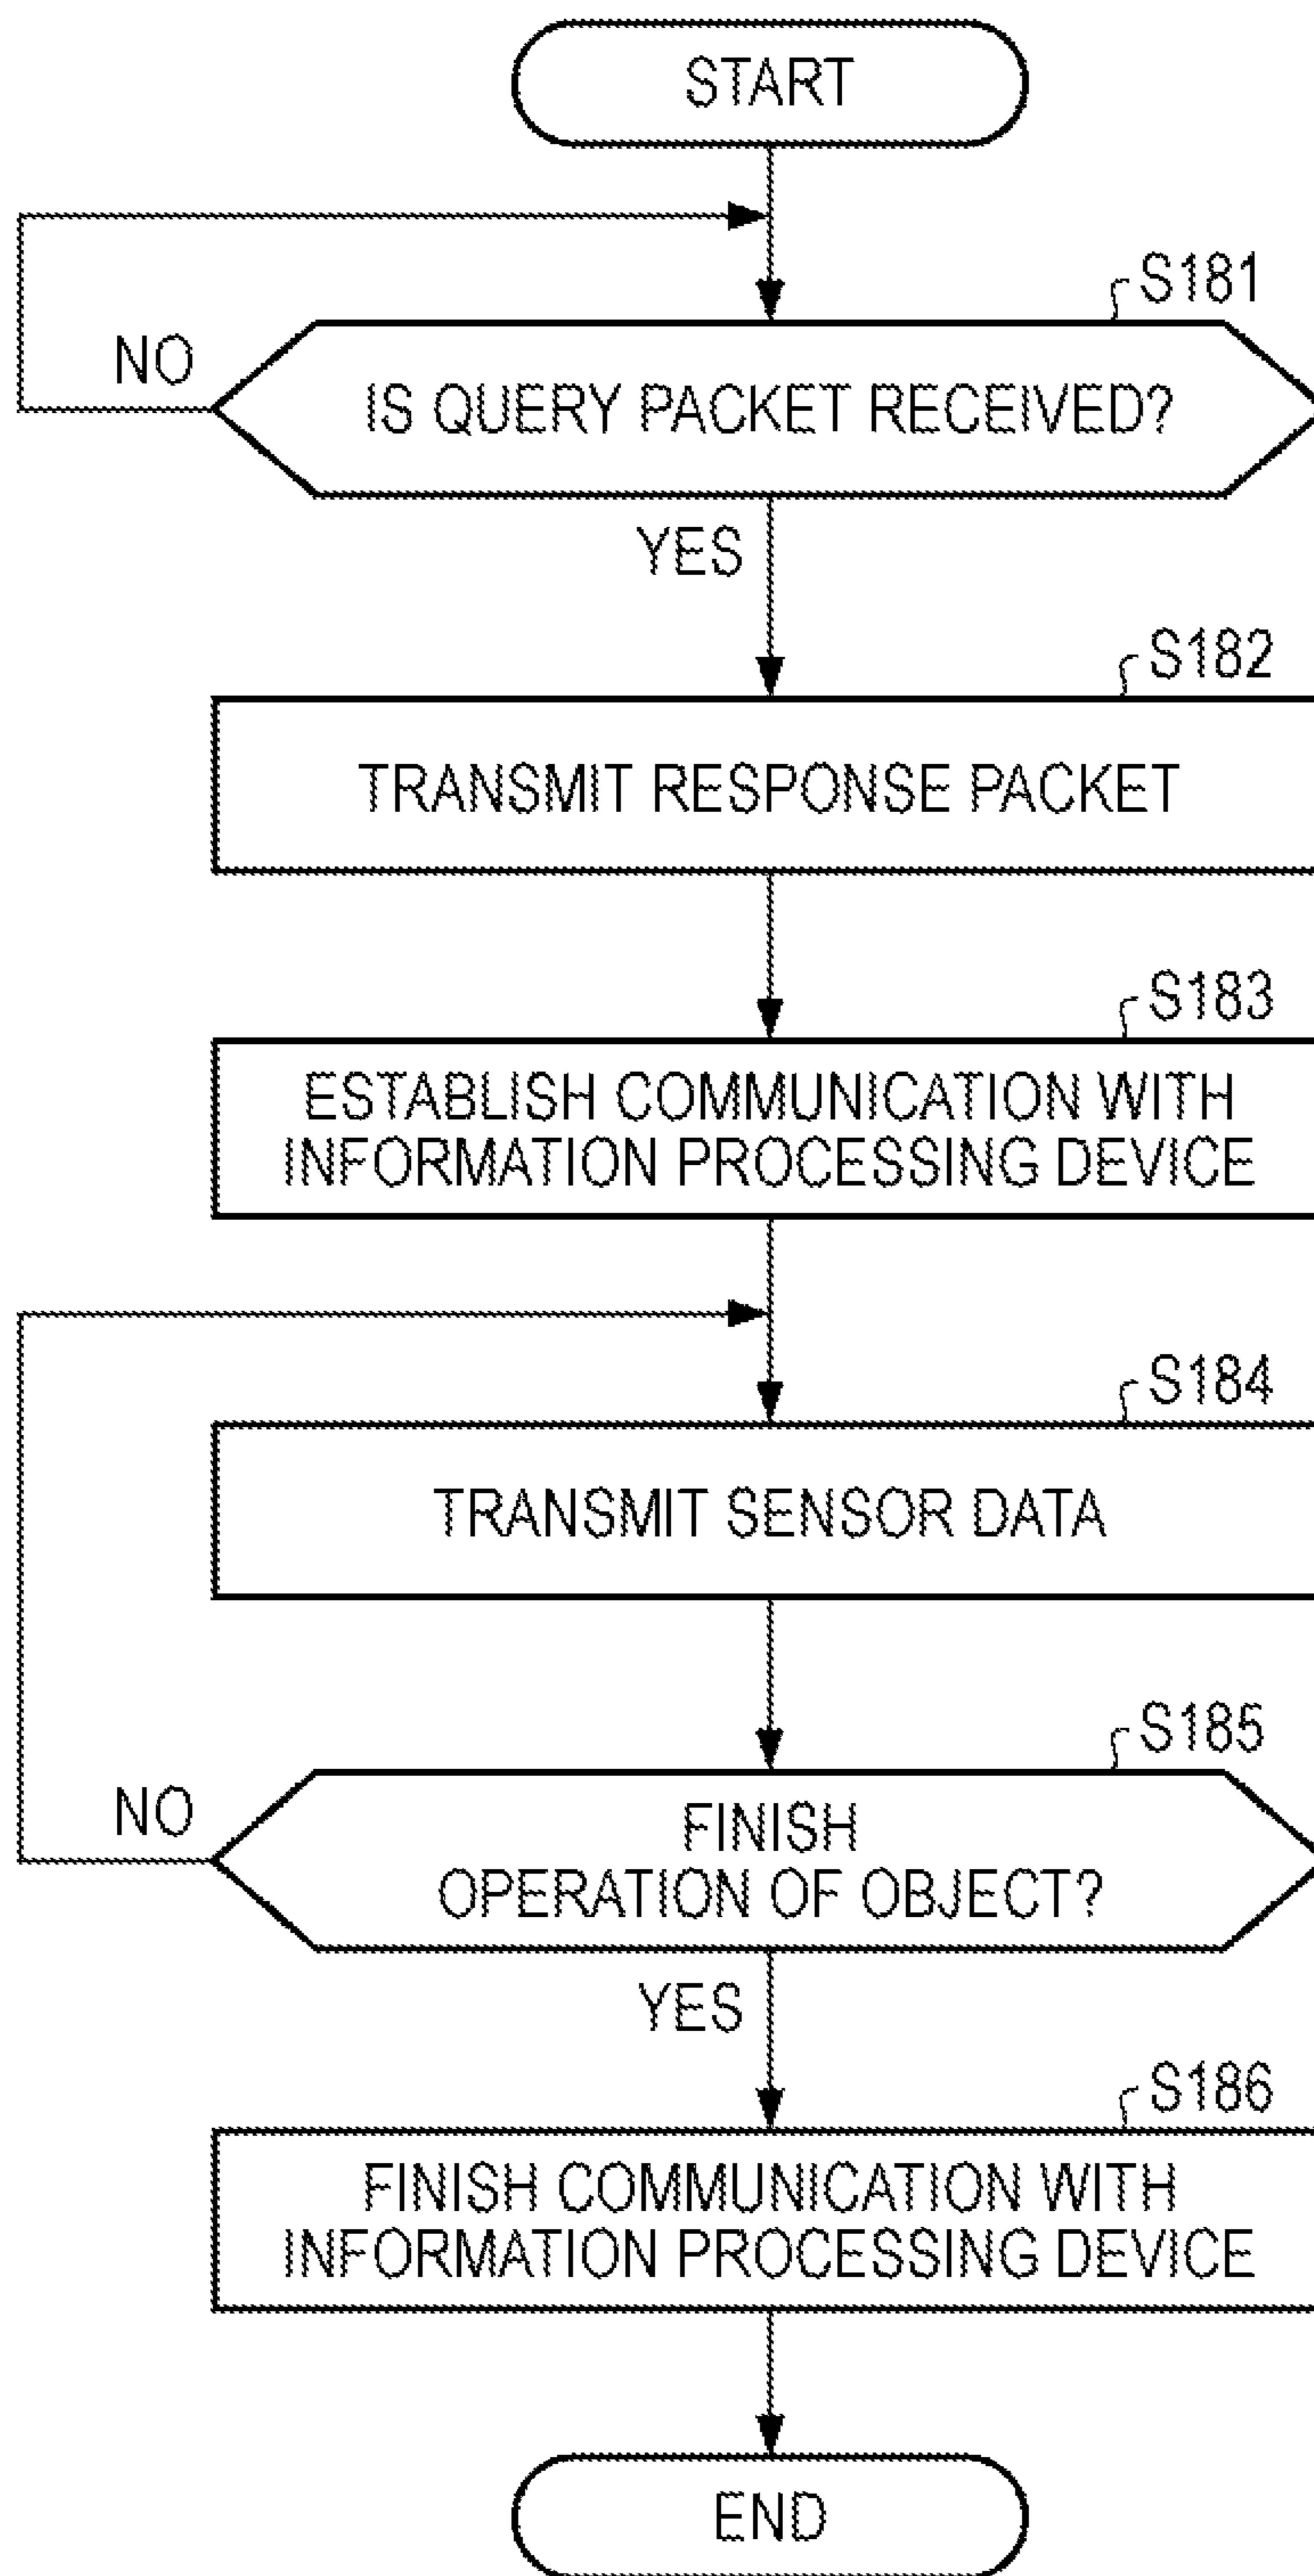 START
S181
NO
IS QUERY PACKET RECEIVED?
YES
S182
TRANSMIT RESPONSE PACKET
S183
ESTABLISH COMMUNICATION WITH
INFORMATION PROCESSING DEVICE
S184
TRANSMIT SENSOR DATA
S185
NO
FINISH
OPERATION OF OBJECT?
YES
S186
FINISH COMMUNICATION WITH
INFORMATION PROCESSING DEVICE
END